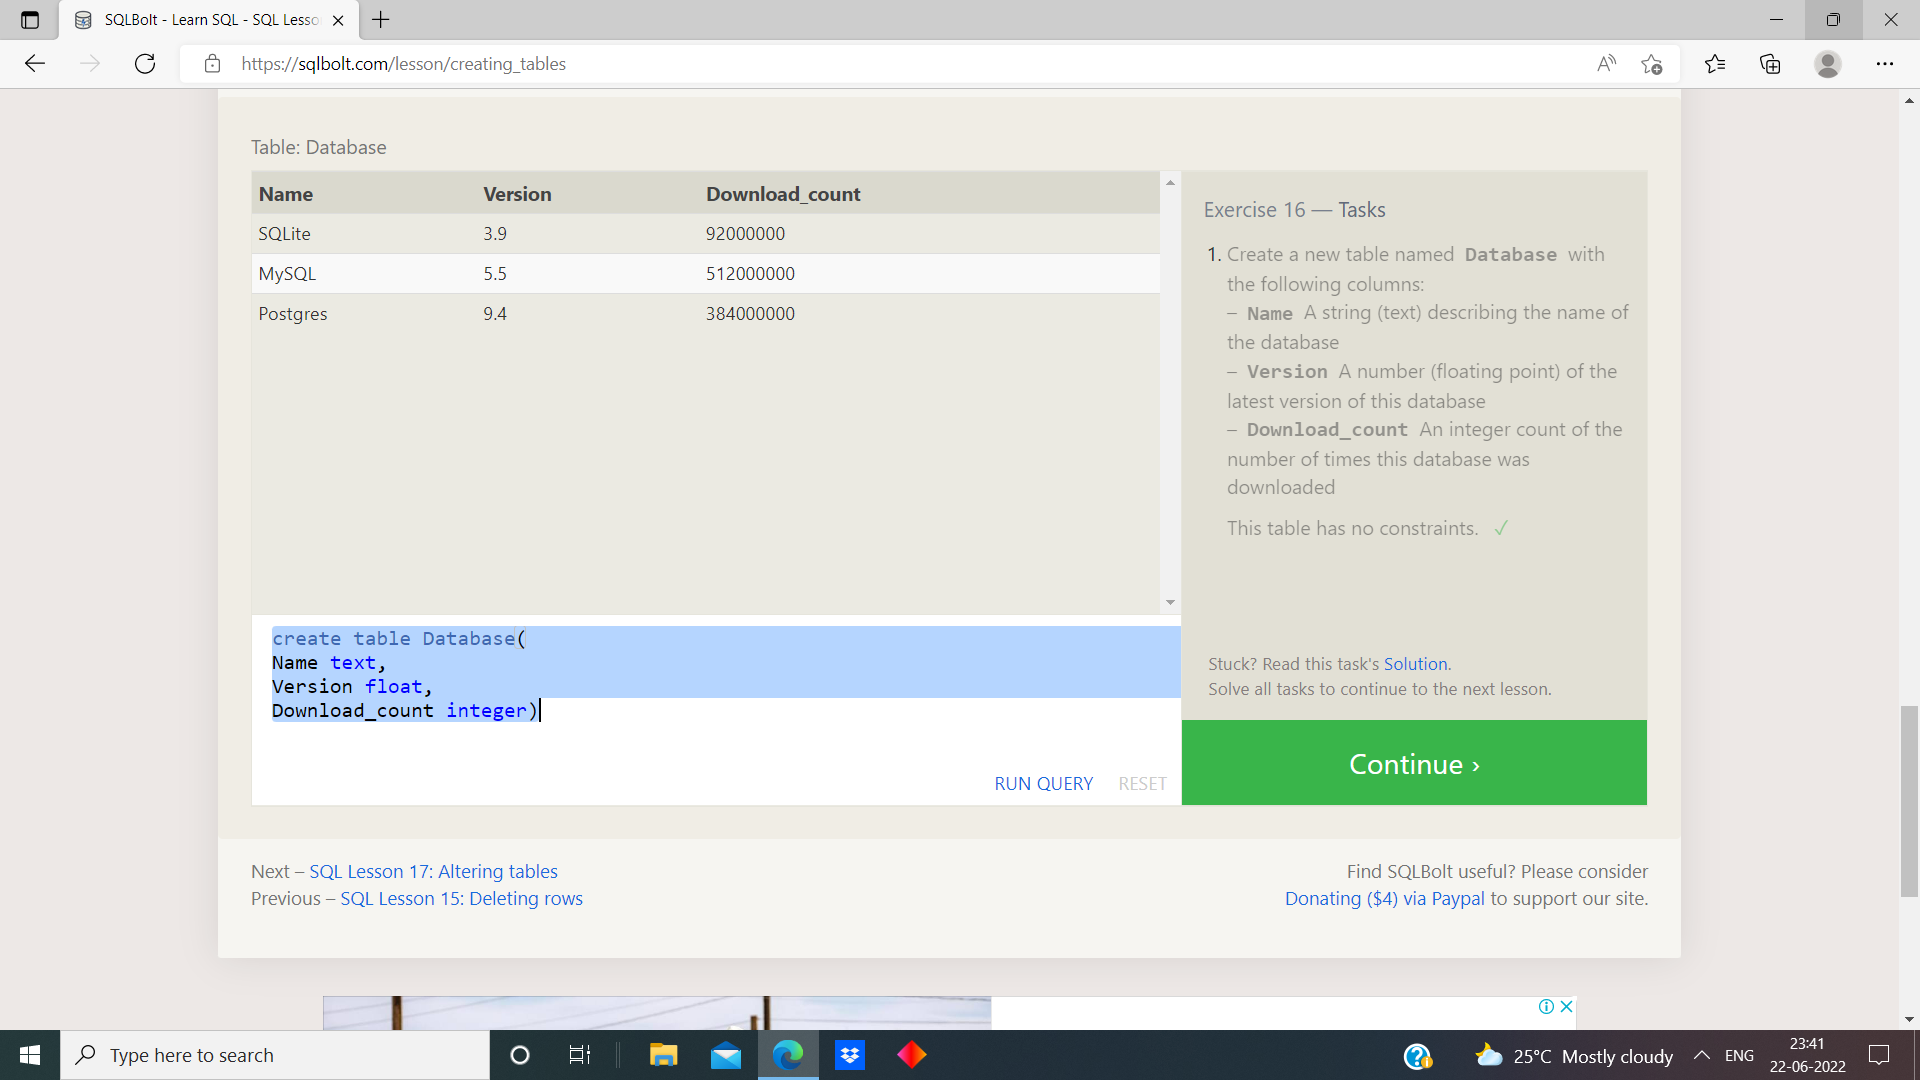 SQLBolt - Learn SQL - SQL Lesso
https://sqlbolt.com/lesson/creating_tables
Table: Database
Name Version Download_count
SQLite 3.9 92000000
MySQL 5.5 512000000
Postgres 9.4 384000000
Exercise 16 — Tasks
1. Create a new table named Database with
the following columns:
– Name A string (text) describing the name of
the database
– Version A number (floating point) of the
latest version of this database
– Download_count An integer count of the
number of times this database was
downloaded
This table has no constraints. ✓
create table Database(
Name text,
Version float,
Download_count integer)
RUN QUERY RESET
Stuck? Read this task's Solution.
Solve all tasks to continue to the next lesson.
Continue ›
Next – SQL Lesson 17: Altering tables
Previous – SQL Lesson 15: Deleting rows
Find SQLBolt useful? Please consider
Donating ($4) via Paypal to support our site.
Type here to search
25°C Mostly cloudy
ENG
23:41
22-06-2022